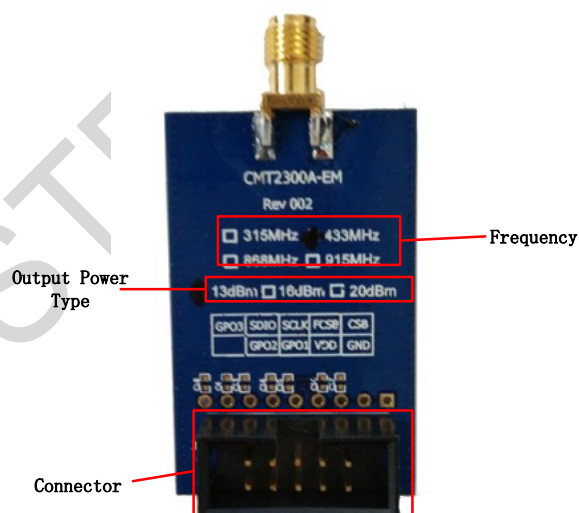 CMT2300A-EM
Rev 002
315MHz 433MHz
868MHz 915MHz
Frequency
Output Power
Type
13dBm 16dBm 20dBm
GPO3 SDIO SCLK FCSB CSB
GPO2 GPO1 VDD GND
Connector